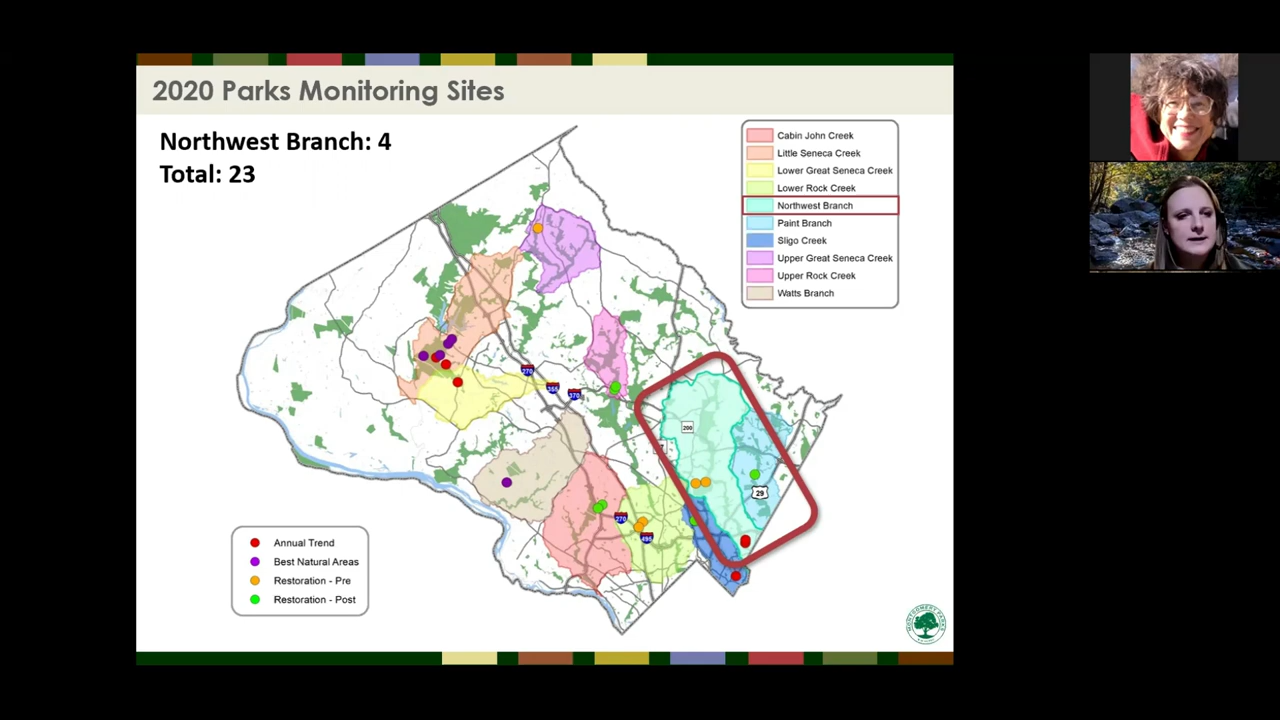 2020 Parks Monitoring Sites
Northwest Branch: 4
Total: 23
Cabin John Creek
Little Seneca Creek
Lower Great Seneca Creek
Lower Rock Creek
Northwest Branch
Paint Branch
Sligo Creek
Upper Great Seneca Creek
Upper Rock Creek
Watts Branch
270
370
200
29
270
495
Annual Trend
Best Natural Areas
Restoration - Pre
Restoration - Post
MONTGOMERY PARKS